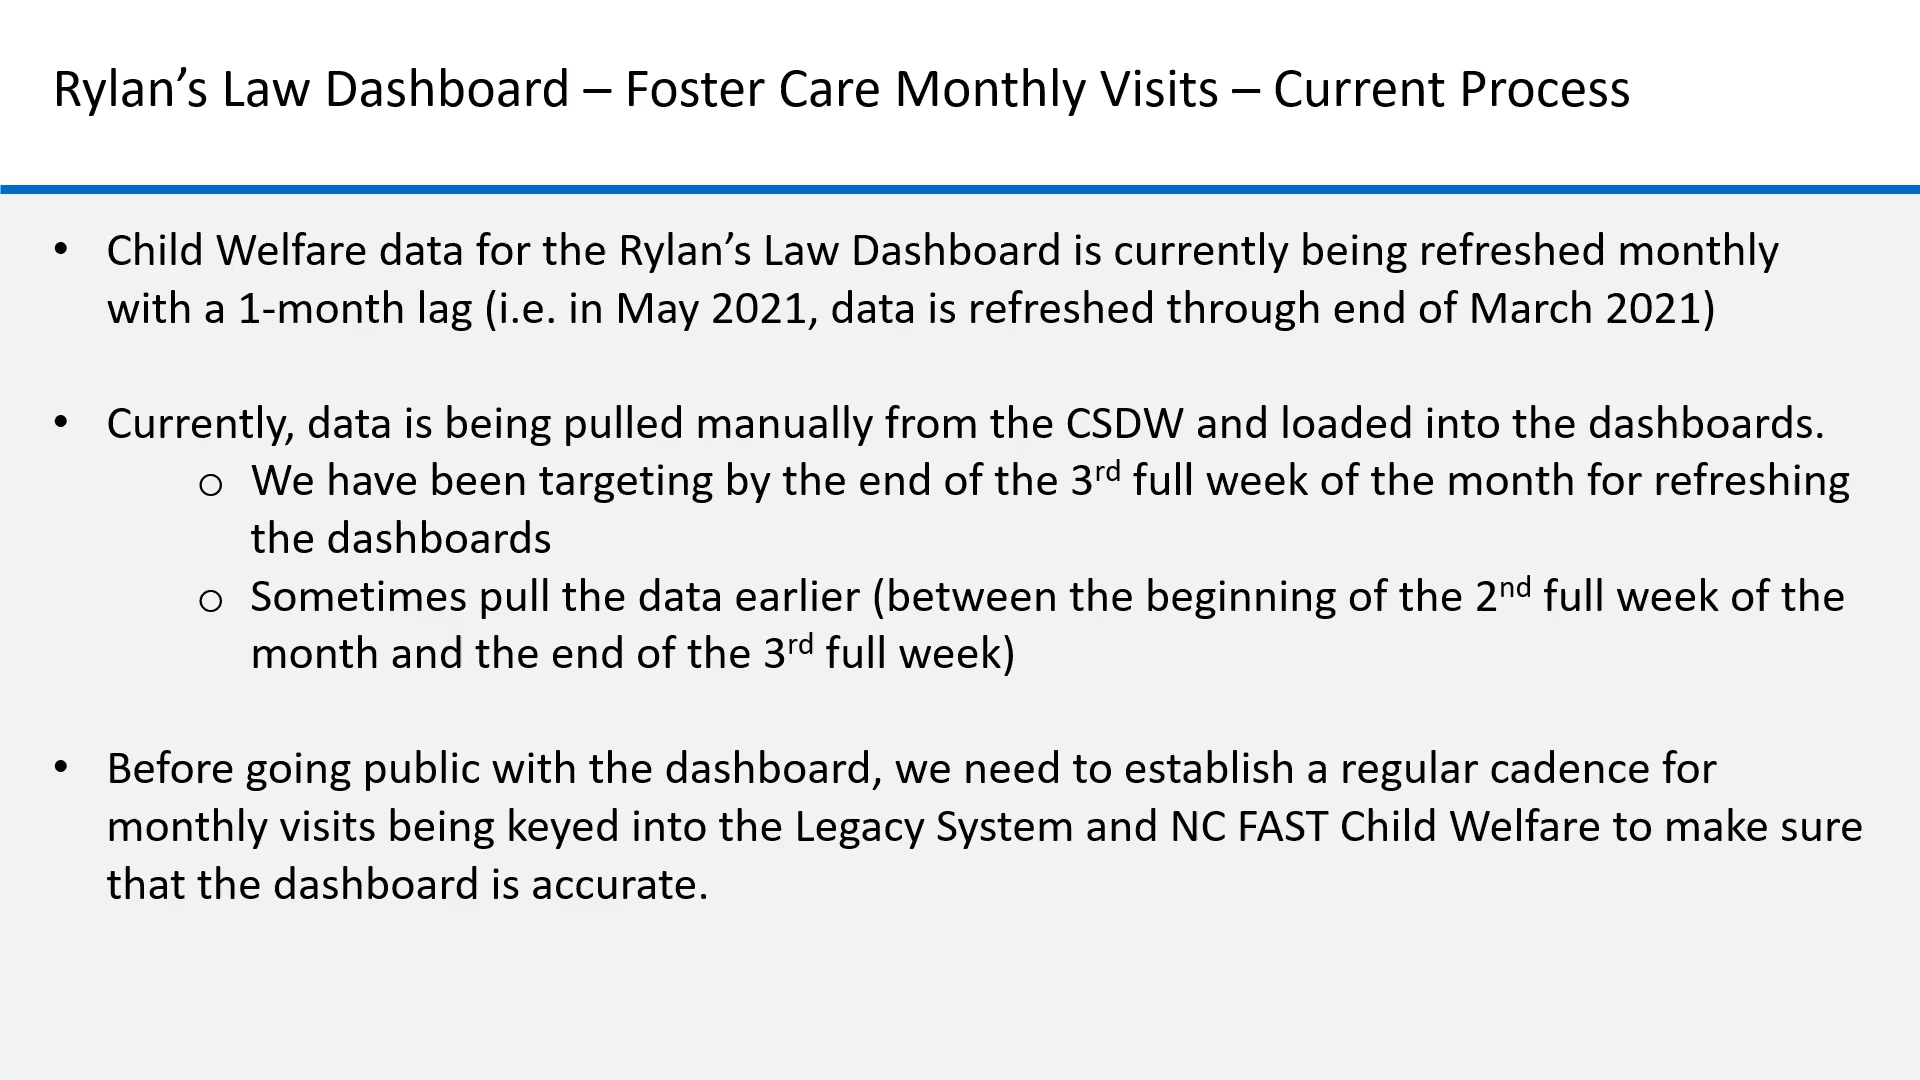 Rylan’s Law Dashboard – Foster Care Monthly Visits – Current Process
• Child Welfare data for the Rylan’s Law Dashboard is currently being refreshed monthly
with a 1-month lag (i.e. in May 2021, data is refreshed through end of March 2021)
• Currently, data is being pulled manually from the CSDW and loaded into the dashboards.
o We have been targeting by the end of the 3rd full week of the month for refreshing
the dashboards
o Sometimes pull the data earlier (between the beginning of the 2nd full week of the
month and the end of the 3rd full week)
• Before going public with the dashboard, we need to establish a regular cadence for
monthly visits being keyed into the Legacy System and NC FAST Child Welfare to make sure
that the dashboard is accurate.